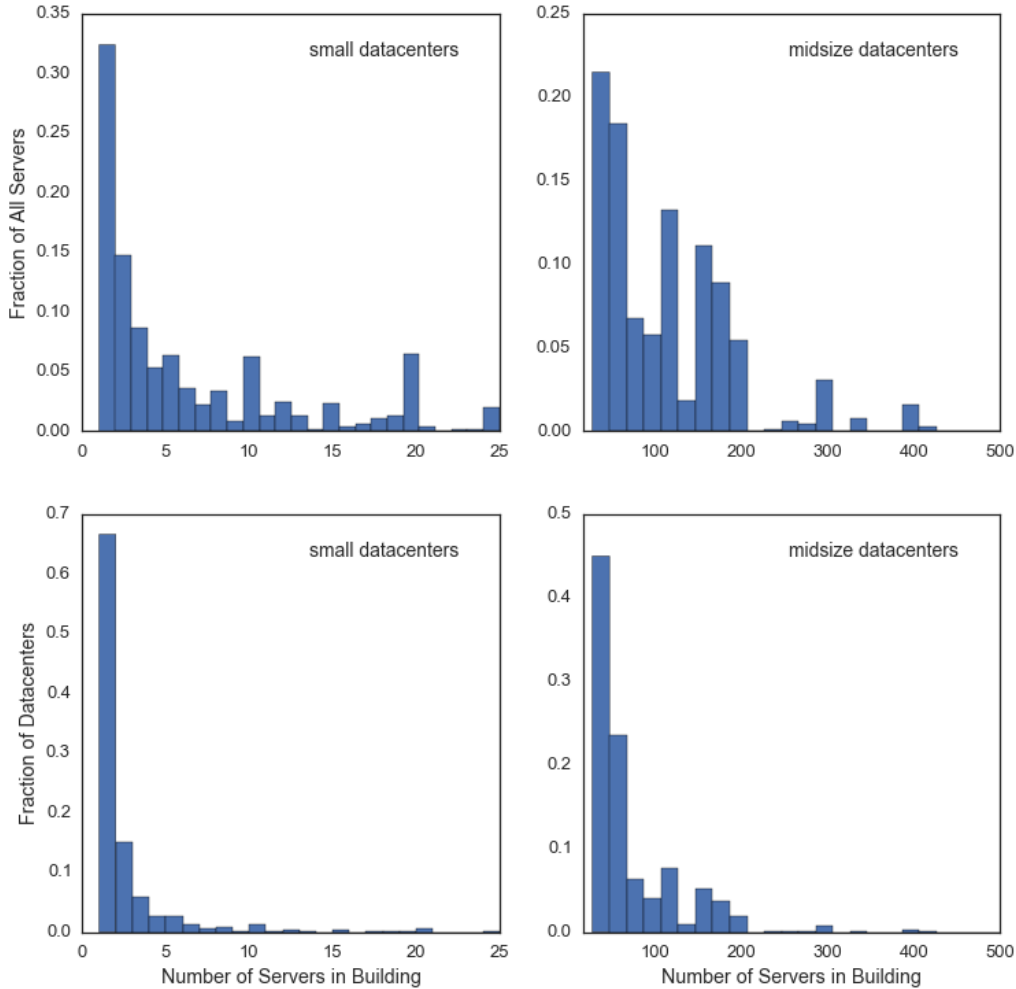 small datacenters
Fraction of All Servers
0.35
0.30
0.25
0.20
0.15
0.10
0.05
0.00
0 5 10 15 20 25
midsize datacenters
0.25
0.20
0.15
0.10
0.05
0.00
100 200 300 400 500
small datacenters
Fraction of Datacenters
0.7
0.6
0.5
0.4
0.3
0.2
0.1
0.0
0 5 10 15 20 25
Number of Servers in Building
midsize datacenters
0.5
0.4
0.3
0.2
0.1
0.0
100 200 300 400 500
Number of Servers in Building